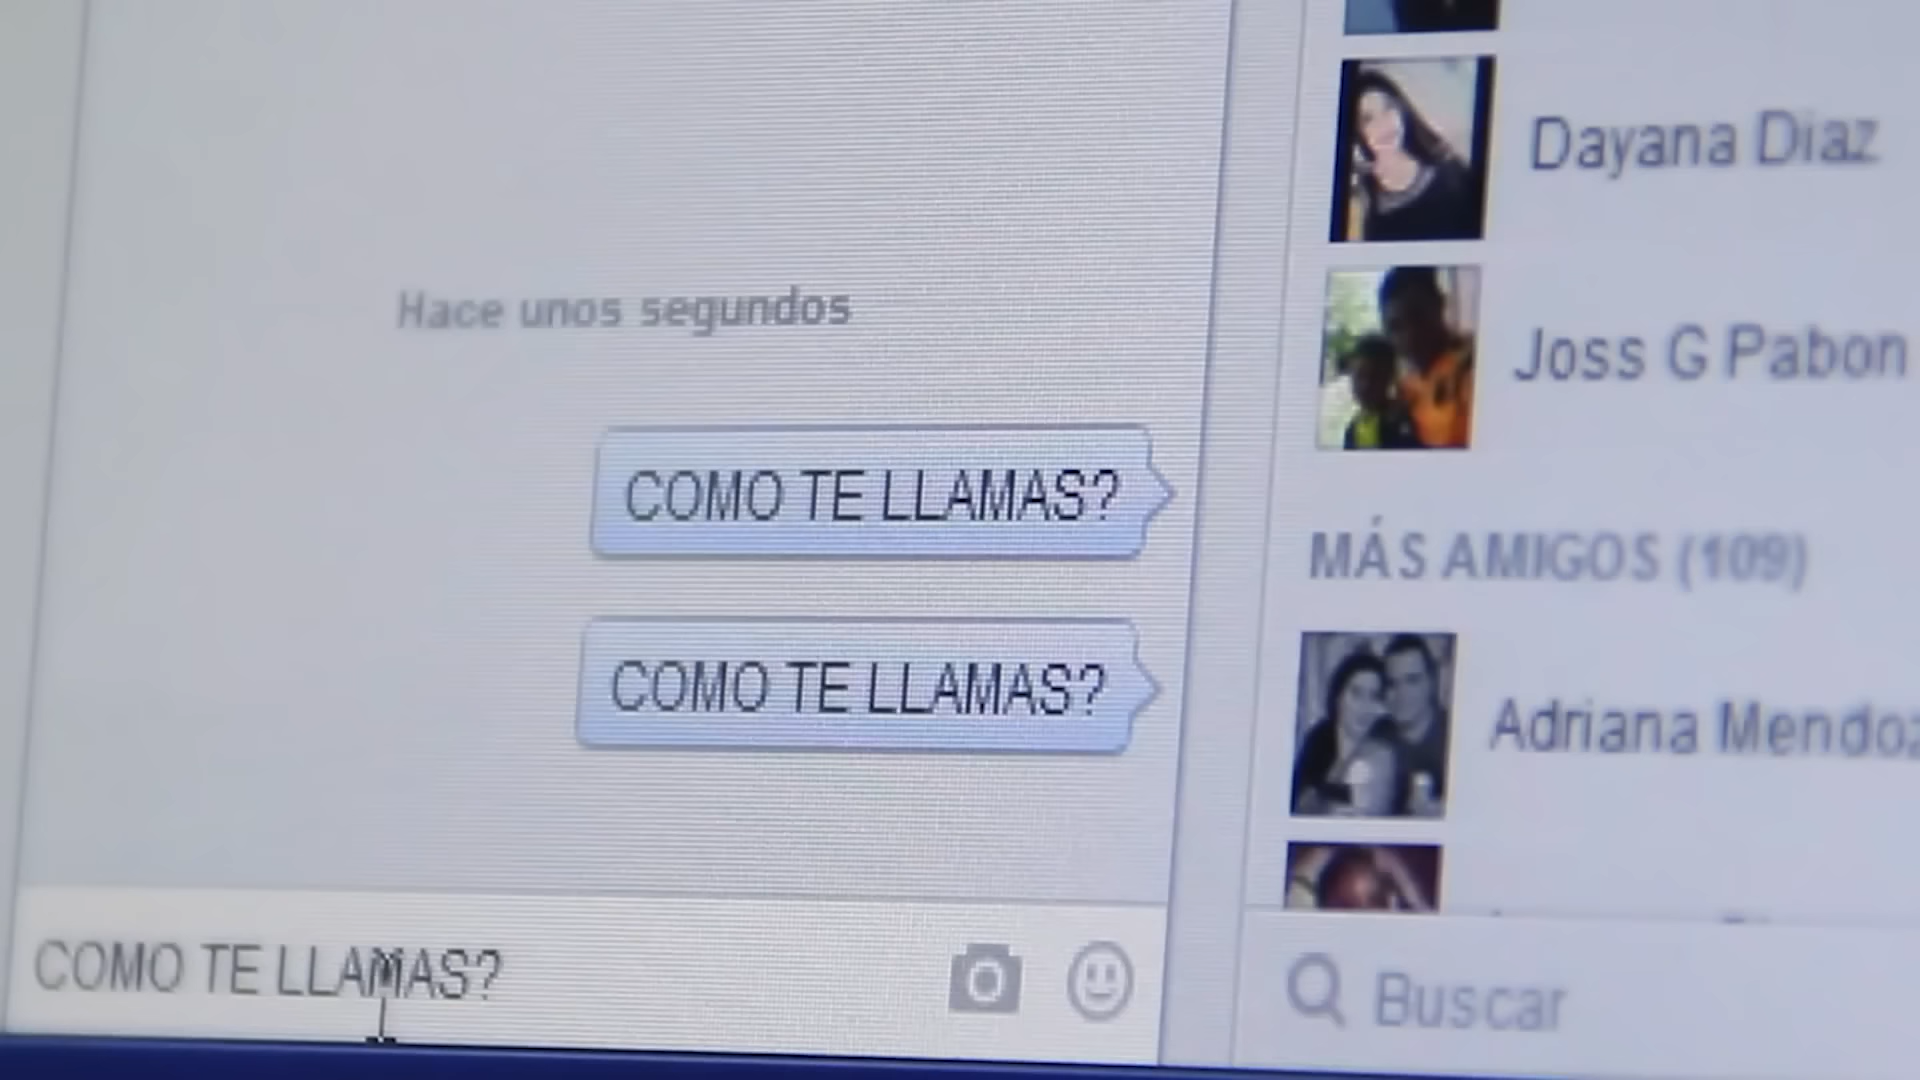 Hace unos segundos
COMO TE LLAMAS?
COMO TE LLAMAS?
COMO TE LLAMAS?
Dayana Diaz
Joss G Pabon
MÁS AMIGOS (109)
Adriana Mendoz
Buscar